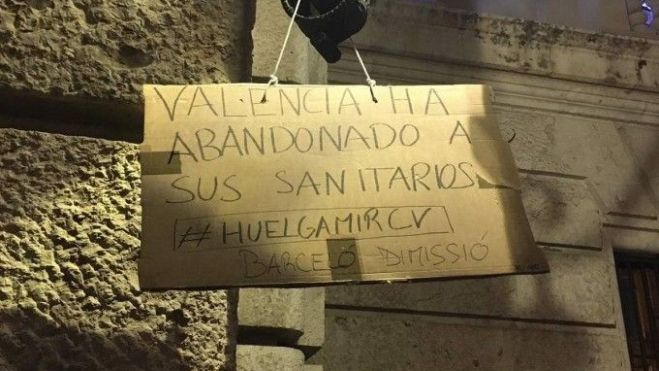 VALENCIA HA
ABANDONADO A
SUS SANITARIOS
#HUELGAMIRCV
BARCELÓ DIMISSIÓ